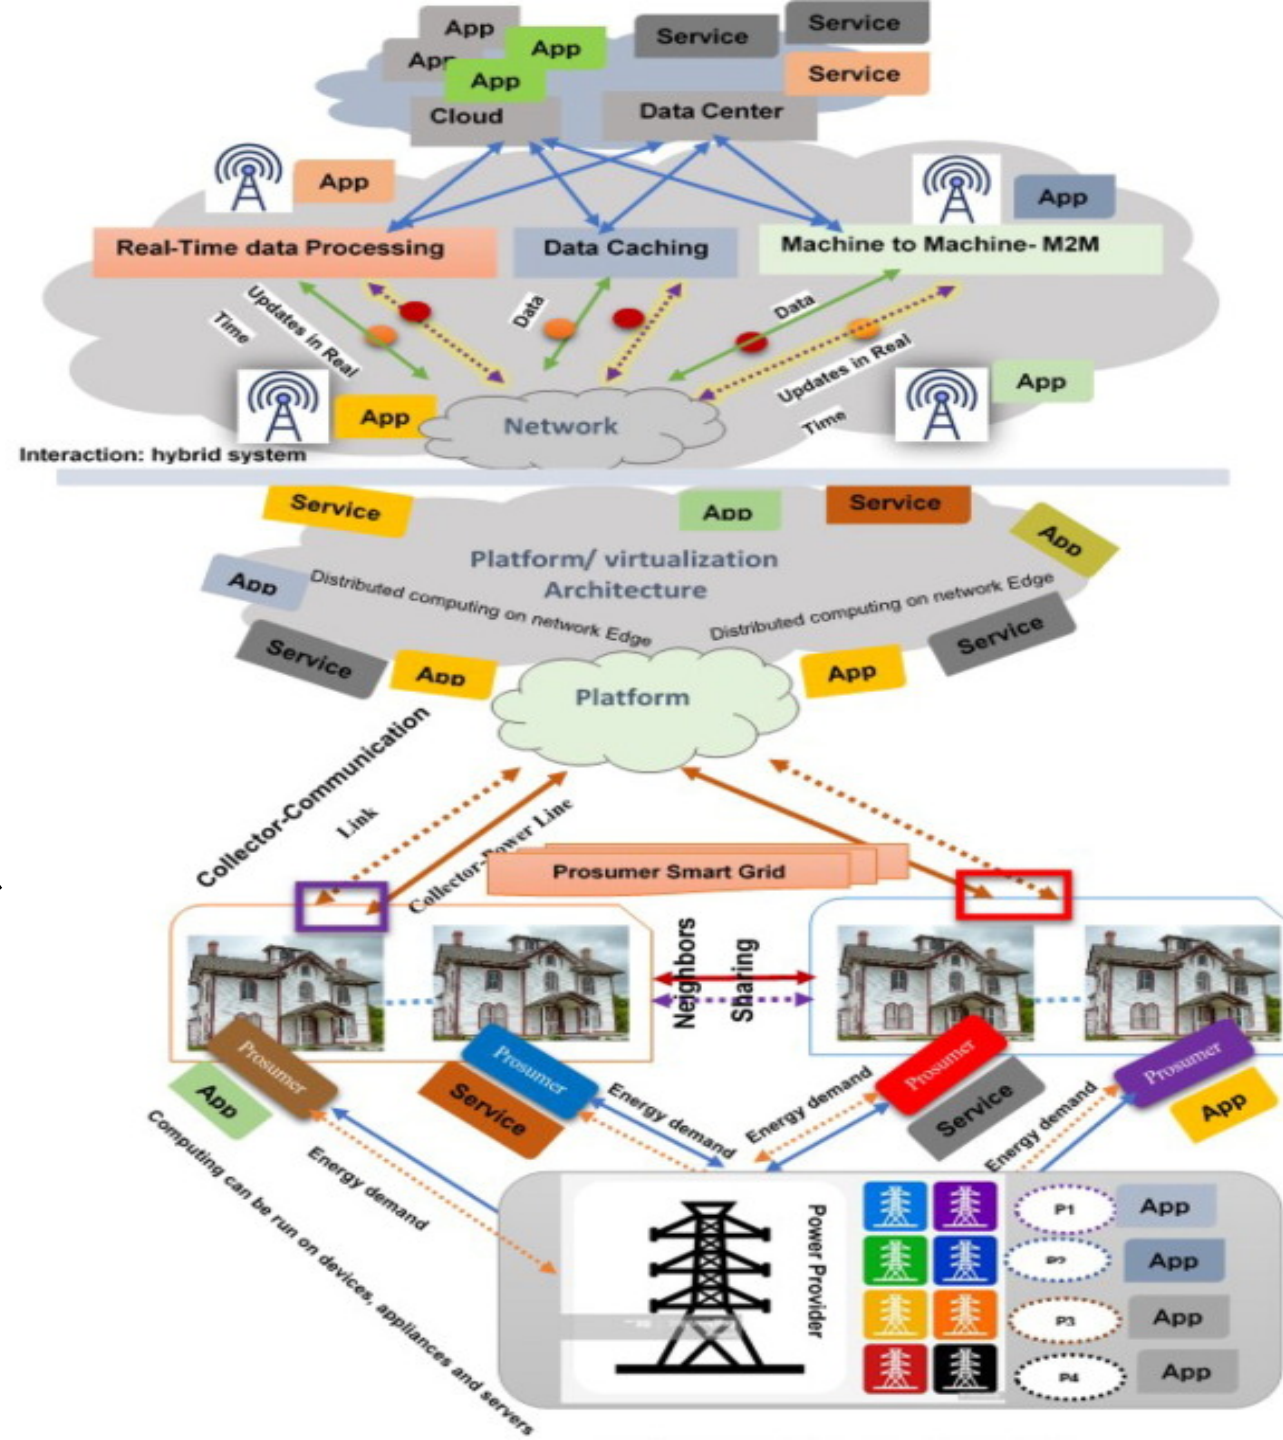 App
Service
Service
App
App
App
Service
Cloud
Data Center
App
App
Real-Time data Processing
Data Caching
Machine to Machine- M2M
Updates in Real
Time
Data
Data
Updates in Real
Time
App
App
Network
Interaction: hybrid system
Service
App
Service
App
Platform/ virtualization
Architecture
App
Distributed computing on network Edge
Distributed computing on network Edge
Service
App
App
Service
Platform
Collector-Communication
Link
Collector-Power Line
Prosumer Smart Grid
Neighbors
Sharing
Prosumer
Prosumer
Prosumer
Prosumer
App
Service
Service
App
Energy demand
Energy demand
Energy demand
Energy demand
Computing can be run on devices, appliances and servers
Power Provider
P1
App
P2
App
P3
App
P4
App